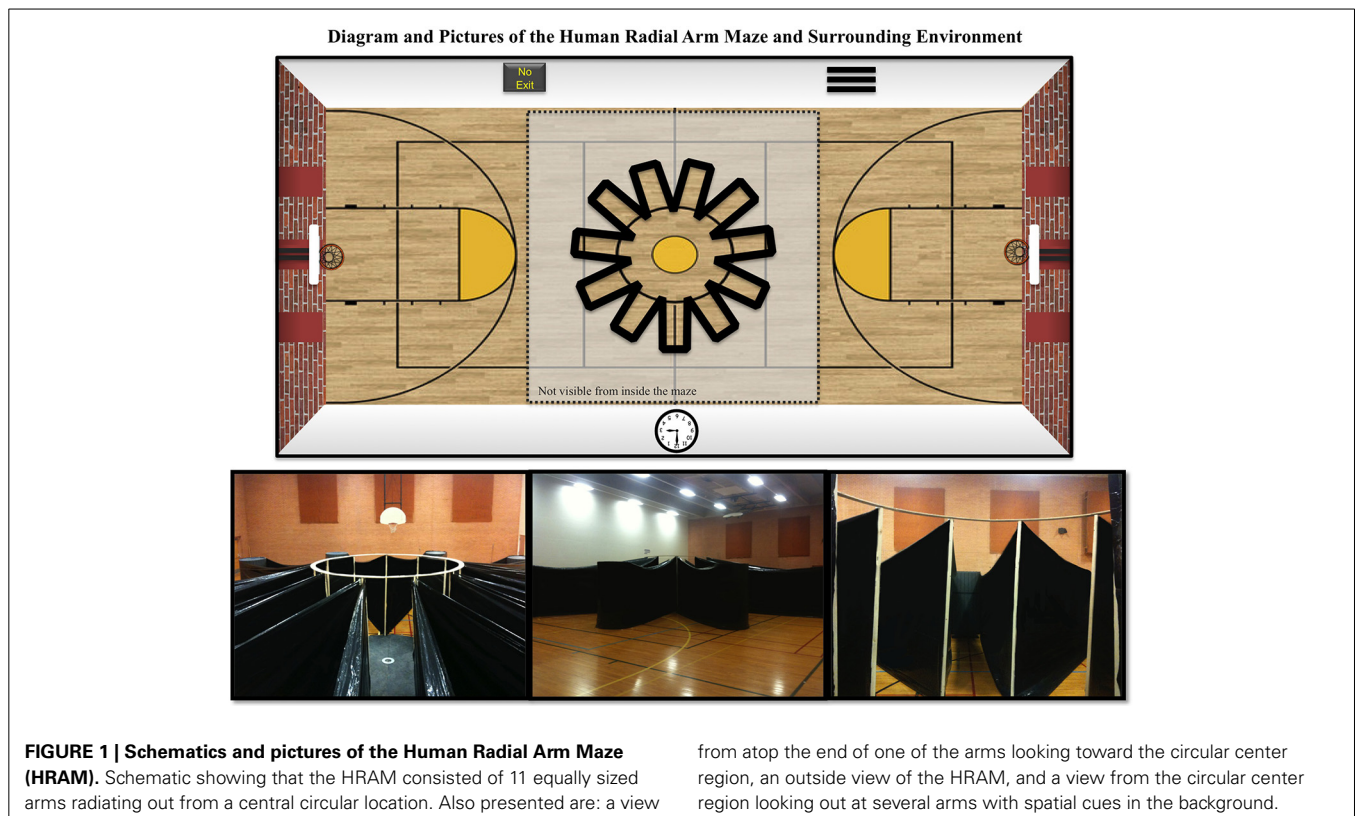 Diagram and Pictures of the Human Radial Arm Maze and Surrounding Environment
No
Exit
Not visible from inside the maze
FIGURE 1 | Schematics and pictures of the Human Radial Arm Maze
(HRAM). Schematic showing that the HRAM consisted of 11 equally sized
arms radiating out from a central circular location. Also presented are: a view
from atop the end of one of the arms looking toward the circular center
region, an outside view of the HRAM, and a view from the circular center
region looking out at several arms with spatial cues in the background.